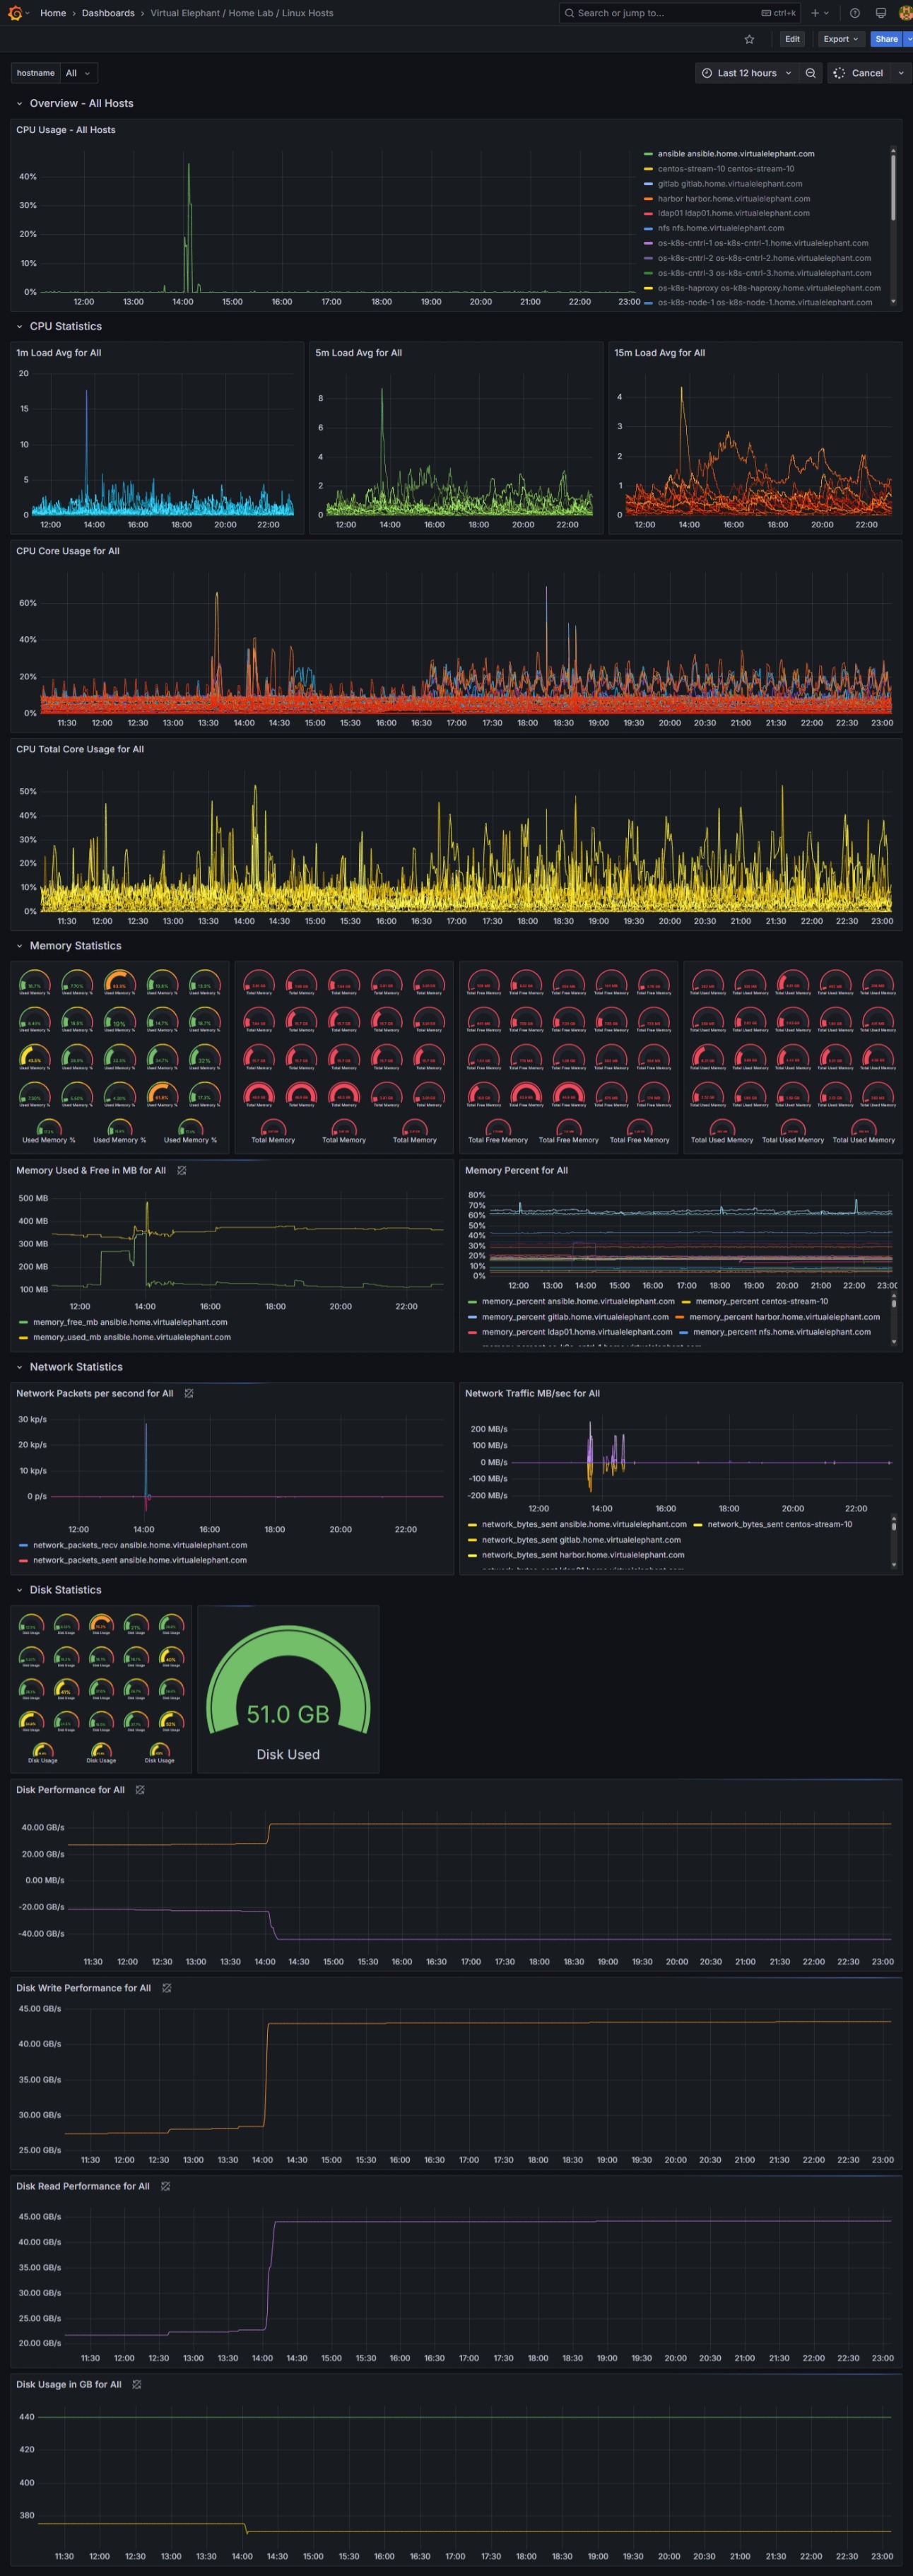 Home › Dashboards › Virtual Elephant / Home Lab / Linux Hosts
Search or jump to... ctrl+k
Edit Export Share
hostname All
Last 12 hours Cancel
Overview - All Hosts
CPU Usage - All Hosts
40%
30%
20%
10%
0%
12:00 13:00 14:00 15:00 16:00 17:00 18:00 19:00 20:00 21:00 22:00 23:00
ansible ansible.home.virtualelephant.com
centos-stream-10 centos-stream-10
gitlab gitlab.home.virtualelephant.com
harbor harbor.home.virtualelephant.com
ldap01 ldap01.home.virtualelephant.com
nfs nfs.home.virtualelephant.com
os-k8s-cntrl-1 os-k8s-cntrl-1.home.virtualelephant.com
os-k8s-cntrl-2 os-k8s-cntrl-2.home.virtualelephant.com
os-k8s-cntrl-3 os-k8s-cntrl-3.home.virtualelephant.com
os-k8s-haproxy os-k8s-haproxy.home.virtualelephant.com
os-k8s-node-1 os-k8s-node-1.home.virtualelephant.com
CPU Statistics
1m Load Avg for All
20
15
10
5
0
12:00 14:00 16:00 18:00 20:00 22:00
5m Load Avg for All
8
6
4
2
0
12:00 14:00 16:00 18:00 20:00 22:00
15m Load Avg for All
4
3
2
1
0
12:00 14:00 16:00 18:00 20:00 22:00
CPU Core Usage for All
60%
40%
20%
0%
11:30 12:00 12:30 13:00 13:30 14:00 14:30 15:00 15:30 16:00 16:30 17:00 17:30 18:00 18:30 19:00 19:30 20:00 20:30 21:00 21:30 22:00 22:30 23:00
CPU Total Core Usage for All
50%
40%
30%
20%
10%
0%
11:30 12:00 12:30 13:00 13:30 14:00 14:30 15:00 15:30 16:00 16:30 17:00 17:30 18:00 18:30 19:00 19:30 20:00 20:30 21:00 21:30 22:00 22:30 23:00
Memory Statistics
Used Memory % Used Memory % Used Memory %
Total Memory Total Memory Total Memory
Total Free Memory Total Free Memory Total Free Memory
Total Used Memory Total Used Memory Total Used Memory
Memory Used & Free in MB for All
500 MB
400 MB
300 MB
200 MB
100 MB
12:00 14:00 16:00 18:00 20:00 22:00
memory_free_mb ansible.home.virtualelephant.com
memory_used_mb ansible.home.virtualelephant.com
Memory Percent for All
80%
70%
60%
50%
40%
30%
20%
10%
0%
12:00 13:00 14:00 15:00 16:00 17:00 18:00 19:00 20:00 21:00 22:00 23:00
memory_percent ansible.home.virtualelephant.com memory_percent centos-stream-10
memory_percent gitlab.home.virtualelephant.com memory_percent harbor.home.virtualelephant.com
memory_percent ldap01.home.virtualelephant.com memory_percent nfs.home.virtualelephant.com
Network Statistics
Network Packets per second for All
30 kp/s
20 kp/s
10 kp/s
0 p/s
12:00 14:00 16:00 18:00 20:00 22:00
network_packets_recv ansible.home.virtualelephant.com
network_packets_sent ansible.home.virtualelephant.com
Network Traffic MB/sec for All
200 MB/s
100 MB/s
0 MB/s
-100 MB/s
-200 MB/s
12:00 14:00 16:00 18:00 20:00 22:00
network_bytes_sent ansible.home.virtualelephant.com network_bytes_sent centos-stream-10
network_bytes_sent gitlab.home.virtualelephant.com
network_bytes_sent harbor.home.virtualelephant.com
Disk Statistics
Disk Usage Disk Usage Disk Usage
51.0 GB
Disk Used
Disk Performance for All
40.00 GB/s
20.00 GB/s
0.00 MB/s
-20.00 GB/s
-40.00 GB/s
11:30 12:00 12:30 13:00 13:30 14:00 14:30 15:00 15:30 16:00 16:30 17:00 17:30 18:00 18:30 19:00 19:30 20:00 20:30 21:00 21:30 22:00 22:30 23:00
Disk Write Performance for All
45.00 GB/s
40.00 GB/s
35.00 GB/s
30.00 GB/s
25.00 GB/s
11:30 12:00 12:30 13:00 13:30 14:00 14:30 15:00 15:30 16:00 16:30 17:00 17:30 18:00 18:30 19:00 19:30 20:00 20:30 21:00 21:30 22:00 22:30 23:00
Disk Read Performance for All
45.00 GB/s
40.00 GB/s
35.00 GB/s
30.00 GB/s
25.00 GB/s
20.00 GB/s
11:30 12:00 12:30 13:00 13:30 14:00 14:30 15:00 15:30 16:00 16:30 17:00 17:30 18:00 18:30 19:00 19:30 20:00 20:30 21:00 21:30 22:00 22:30 23:00
Disk Usage in GB for All
440
420
400
380
11:30 12:00 12:30 13:00 13:30 14:00 14:30 15:00 15:30 16:00 16:30 17:00 17:30 18:00 18:30 19:00 19:30 20:00 20:30 21:00 21:30 22:00 22:30 23:00